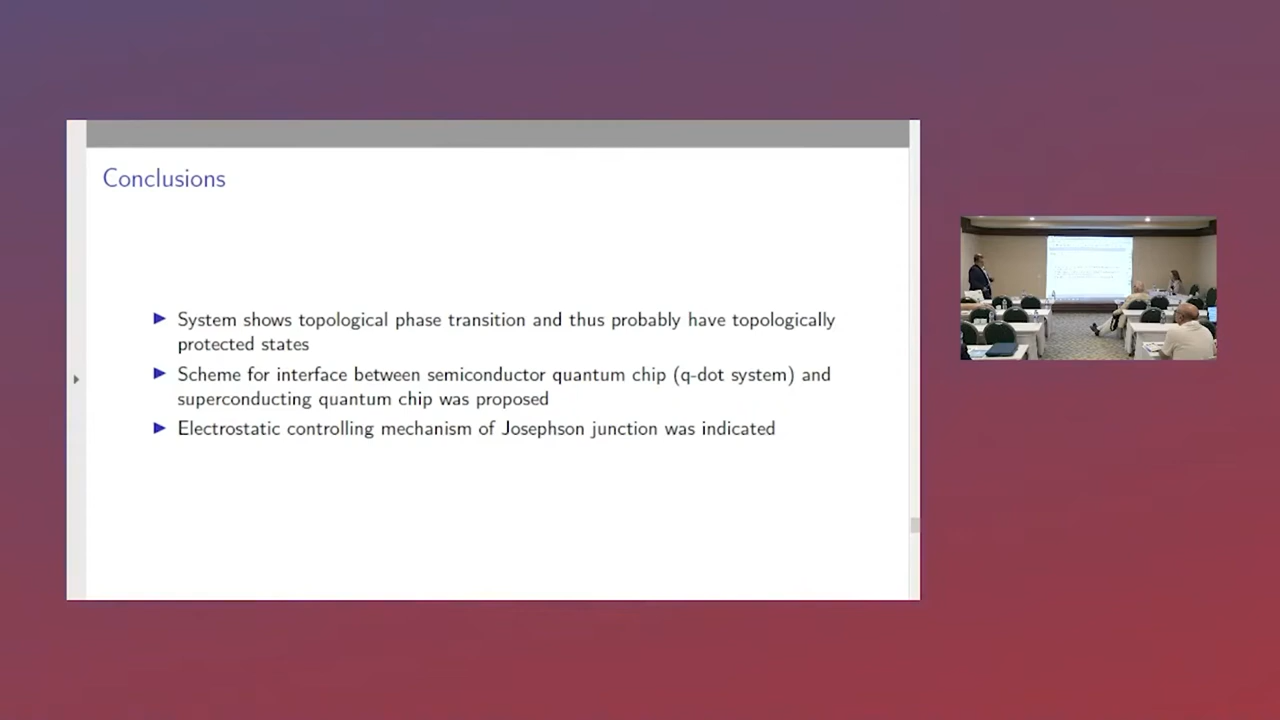 Conclusions
System shows topological phase transition and thus probably have topologically
protected states
Scheme for interface between semiconductor quantum chip (q-dot system) and
superconducting quantum chip was proposed
Electrostatic controlling mechanism of Josephson junction was indicated